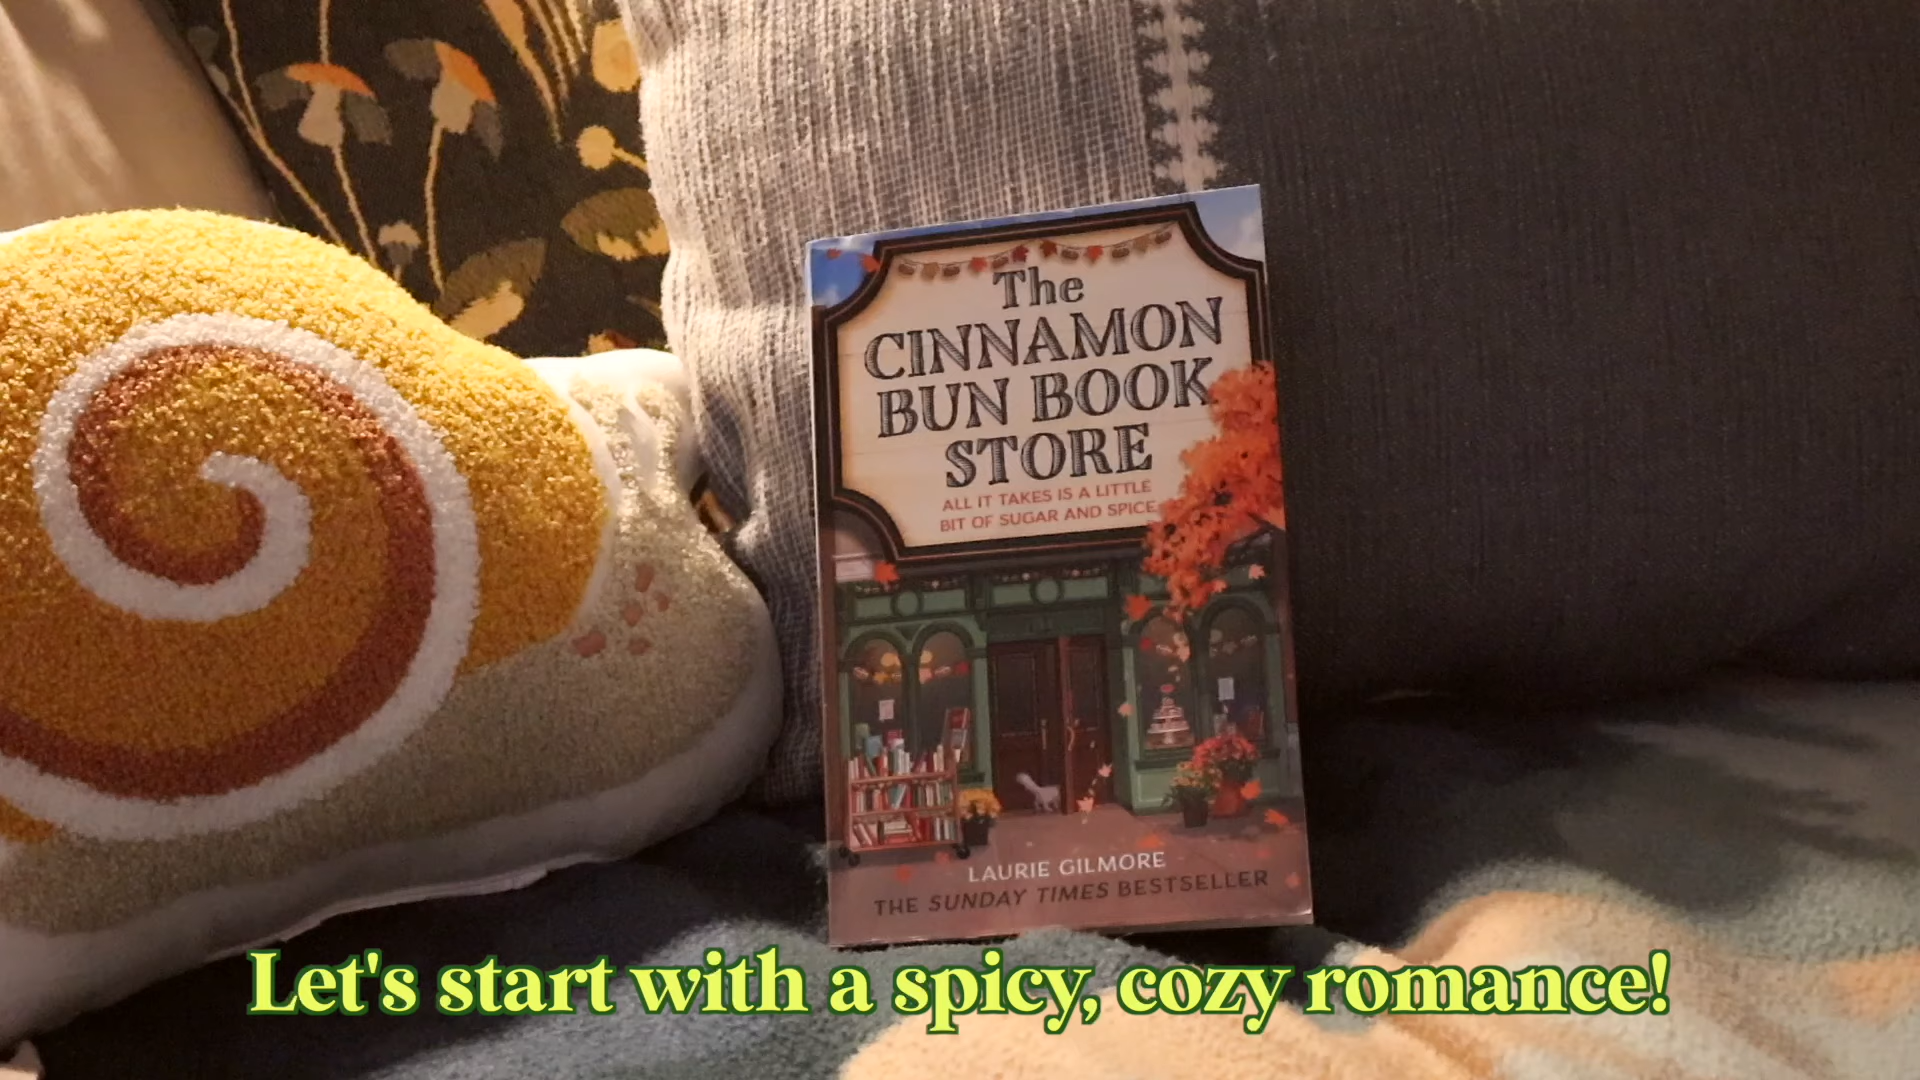 The
CINNAMON
BUN BOOK
STORE
ALL IT TAKES IS A LITTLE
BIT OF SUGAR AND SPICE
LAURIE GILMORE
THE SUNDAY TIMES BESTSELLER
Let's start with a spicy, cozy romance!